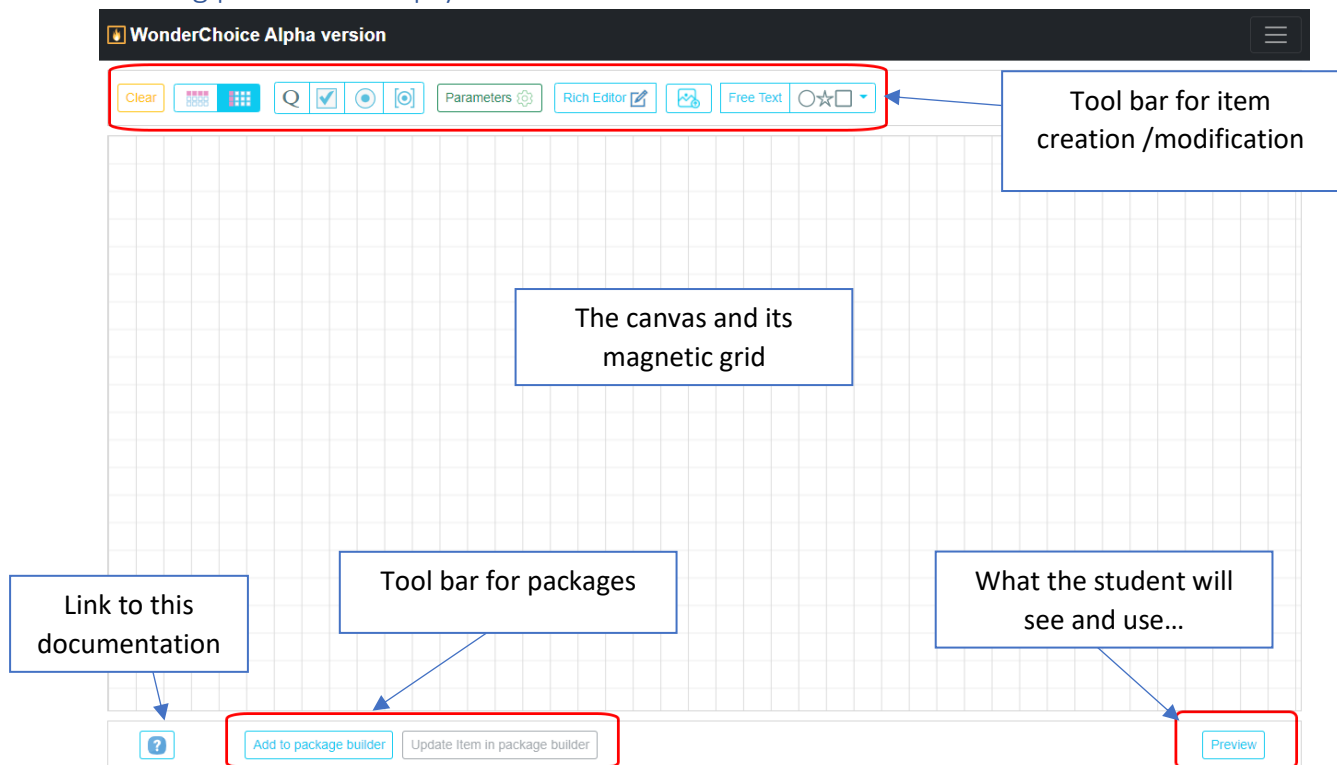 WonderChoice Alpha version
Clear
Q
Parameters
Rich Editor
Free Text
Tool bar for item
creation /modification
The canvas and its
magnetic grid
Tool bar for packages
What the student will
see and use…
Link to this
documentation
?
Add to package builder
Update Item in package builder
Preview